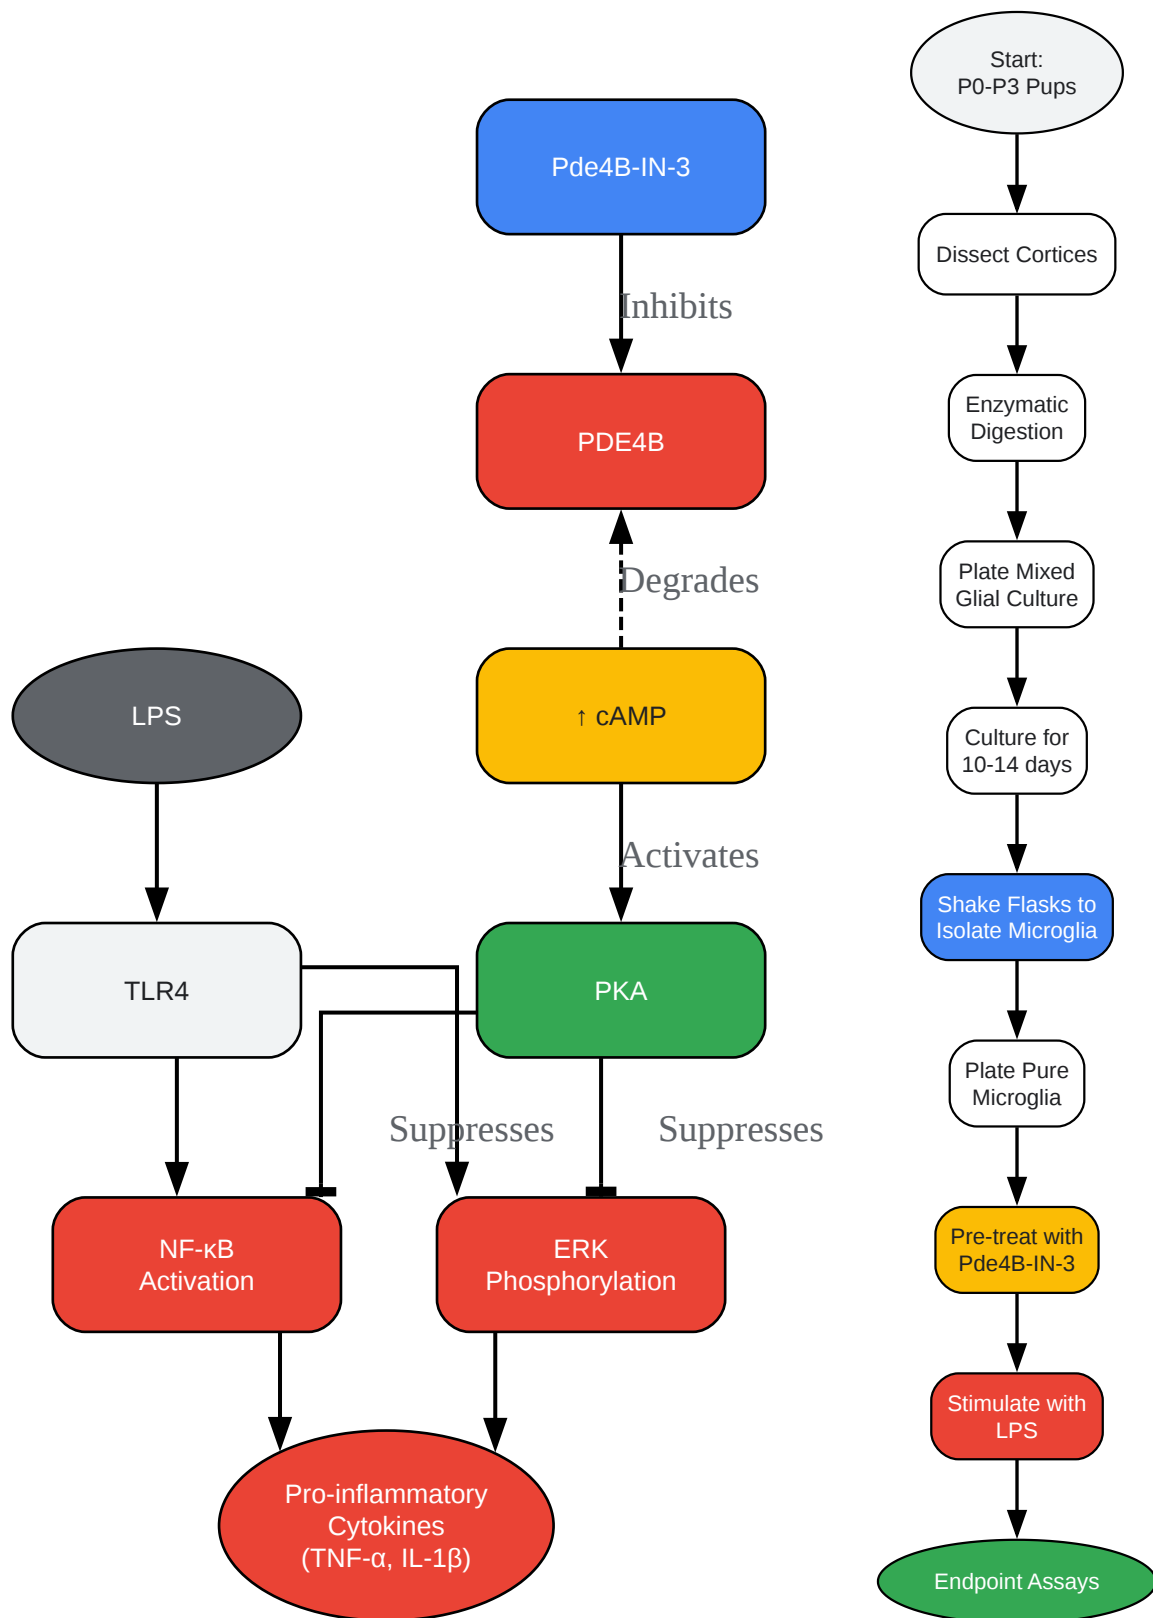 Pde4B-IN-3
Inhibits
PDE4B
Degrades
LPS
↑ cAMP
Activates
TLR4
PKA
Suppresses
Suppresses
NF-κB
Activation
ERK
Phosphorylation
Pro-inflammatory
Cytokines
(TNF-α, IL-1β)
Start:
P0-P3 Pups
Dissect Cortices
Enzymatic
Digestion
Plate Mixed
Glial Culture
Culture for
10-14 days
Shake Flasks to
Isolate Microglia
Plate Pure
Microglia
Pre-treat with
Pde4B-IN-3
Stimulate with
LPS
Endpoint Assays